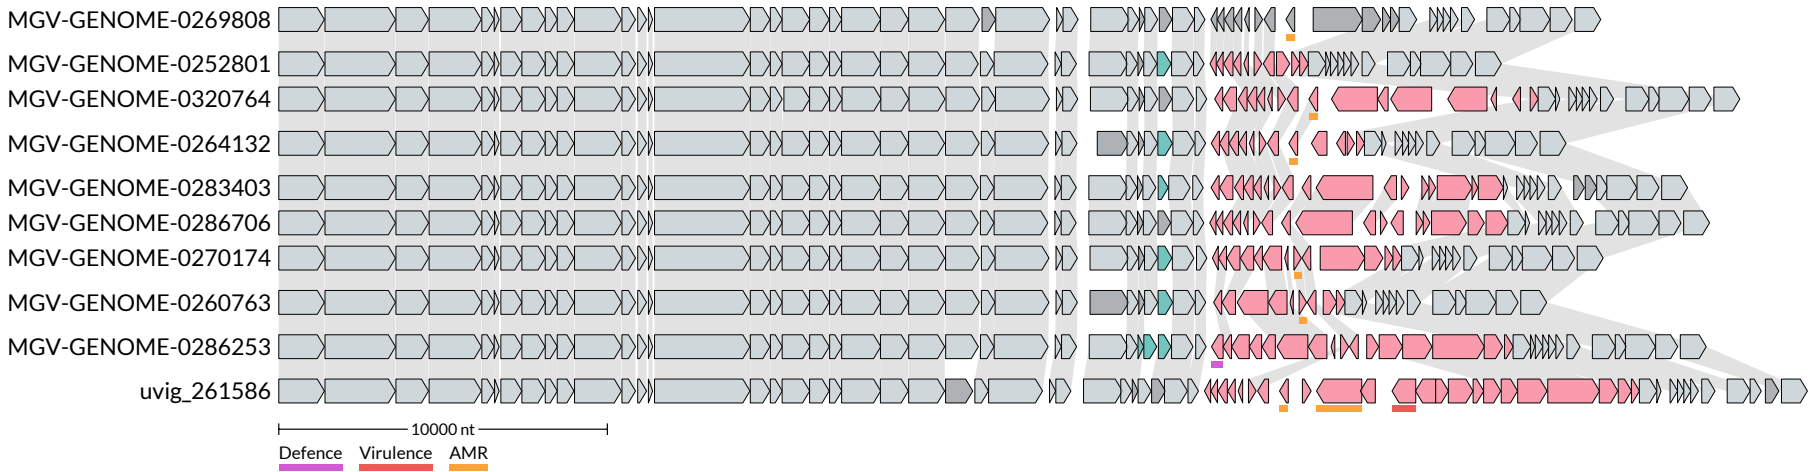 MGV-GENOME-0269808
MGV-GENOME-0252801
MGV-GENOME-0320764
MGV-GENOME-0264132
MGV-GENOME-0283403
MGV-GENOME-0286706
MGV-GENOME-0270174
MGV-GENOME-0260763
MGV-GENOME-0286253
uvig_261586
10000 nt
Defence Virulence AMR